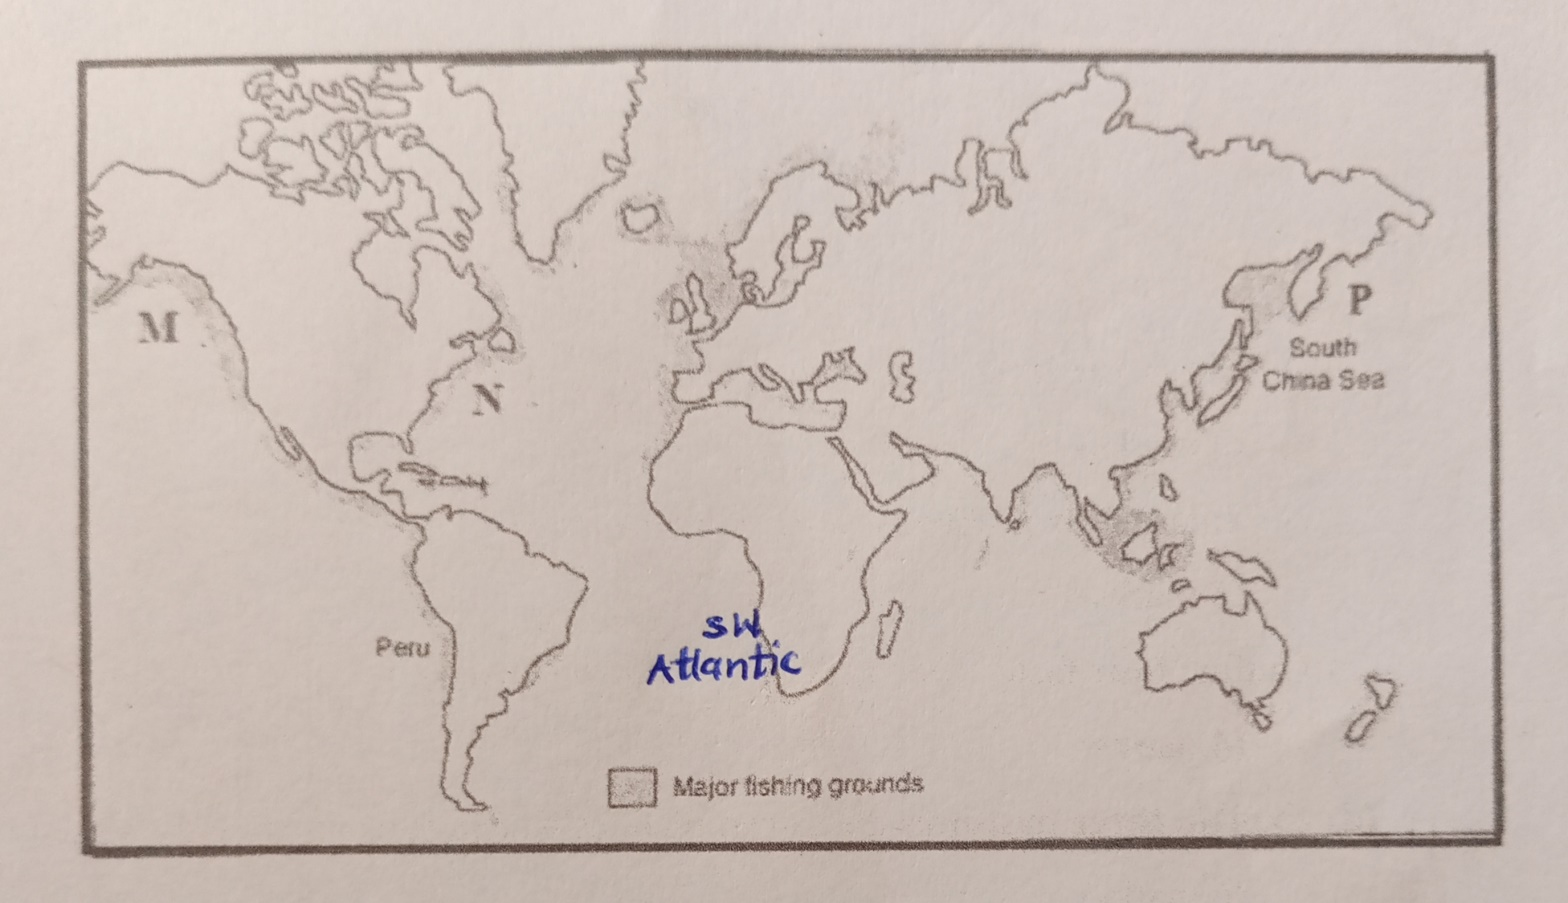 M
P
South
China Sea
N
SW
Atlantic
Peru
Major fishing grounds